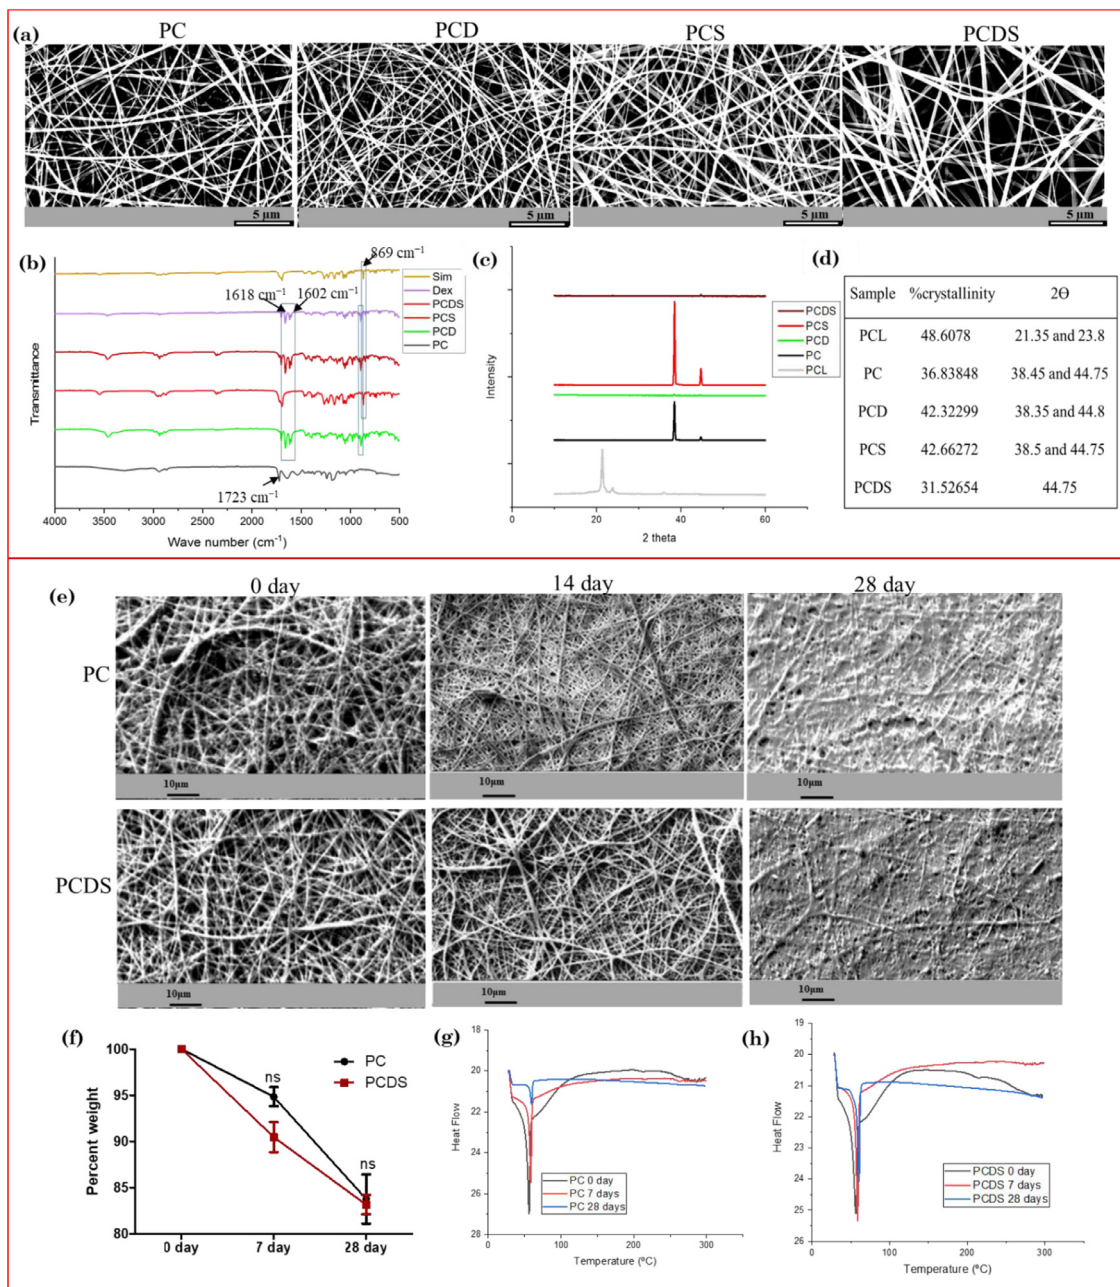 PC PCD PCS PCDS
(a)
5 µm 5 µm 5 µm 5 µm
(b) (c) (d)
869 cm⁻¹
1618 cm⁻¹ 1602 cm⁻¹
Sim
Dex
PCDS
PCS
PCD
PC
1723 cm⁻¹
Transmittance
4000 3500 3000 2500 2000 1500 1000 500
Wave number (cm⁻¹)
PCDS
PCS
PCD
PC
PCL
Intensity
0 20 40 60
2 theta
Sample %crystallinity 2Θ
PCL 48.6078 21.35 and 23.8
PC 36.83848 38.45 and 44.75
PCD 42.32299 38.35 and 44.8
PCS 42.66272 38.5 and 44.75
PCDS 31.52654 44.75
(e)
0 day 14 day 28 day
PC
10µm 10µm 10µm
PCDS
10µm 10µm 10µm
(f)
100
95
90
85
80
Percent weight
ns
ns
PC
PCDS
0 day 7 day 28 day
(g)
18
20
22
24
26
28
Heat Flow
PC 0 day
PC 7 days
PC 28 days
0 100 200 300
Temperature (ºC)
(h)
19
20
21
22
23
24
25
26
Heat Flow
PCDS 0 day
PCDS 7 days
PCDS 28 days
0 100 200 300
Temperature (ºC)